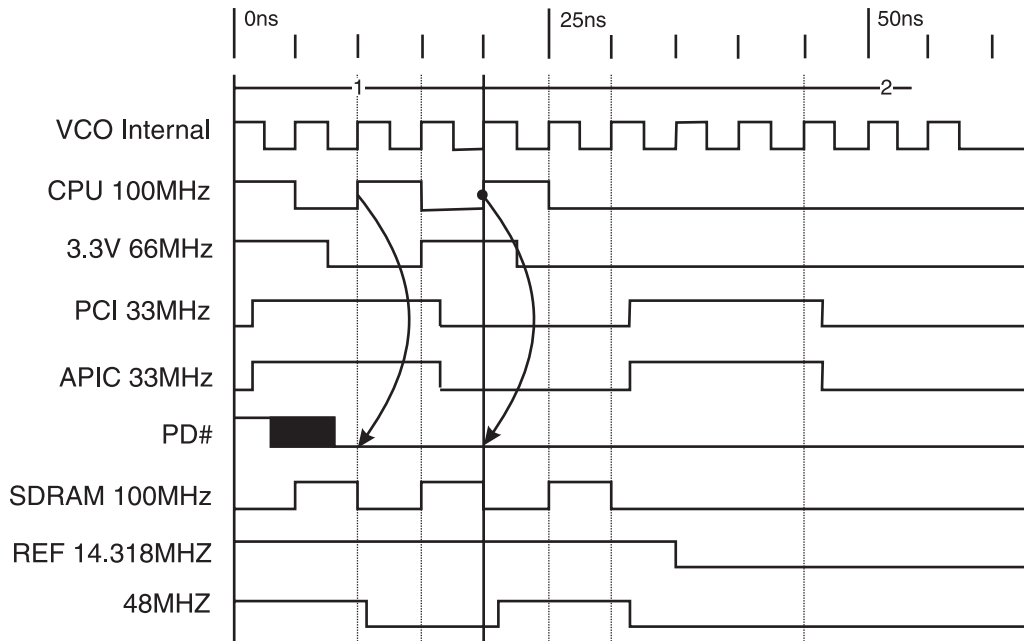 0ns 25ns 50ns
1 2
VCO Internal
CPU 100MHz
3.3V 66MHz
PCI 33MHz
APIC 33MHz
PD#
SDRAM 100MHz
REF 14.318MHZ
48MHZ